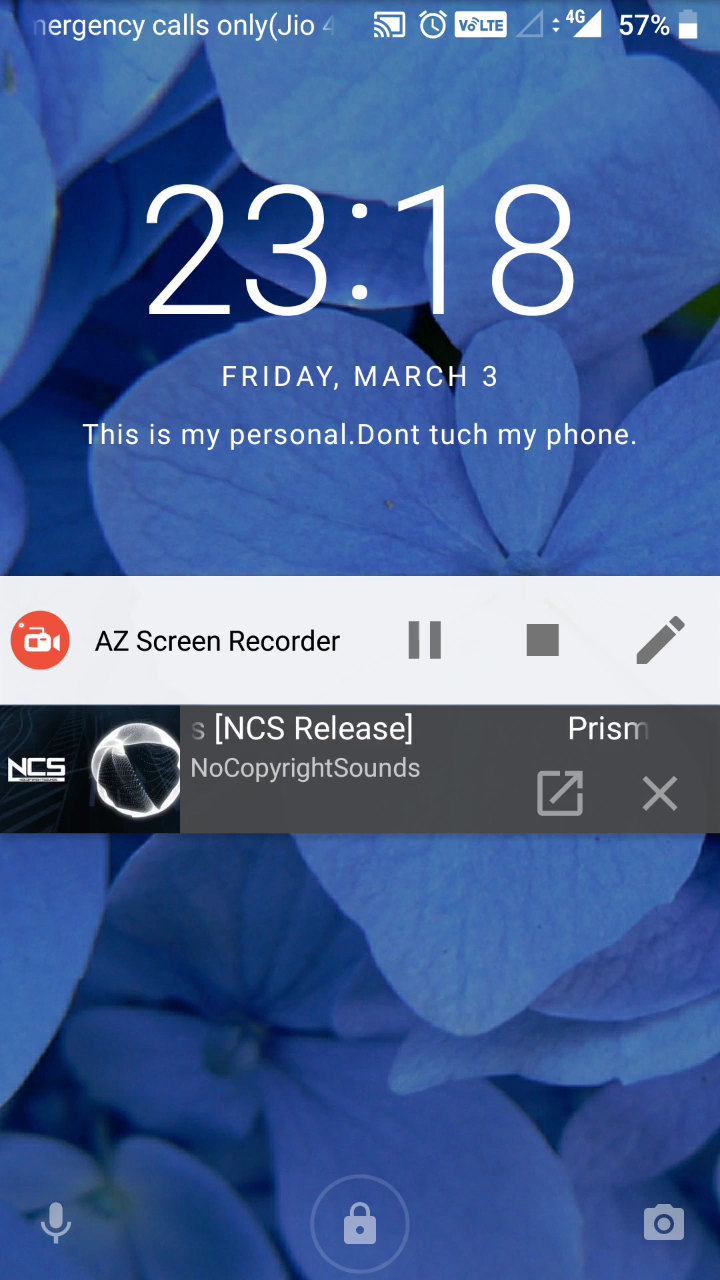 mergency calls only(Jio 4 VoLTE 4G 57%
23:18
FRIDAY, MARCH 3
This is my personal.Dont tuch my phone.
AZ Screen Recorder
s [NCS Release] Prism
NCS
NoCopyrightSounds